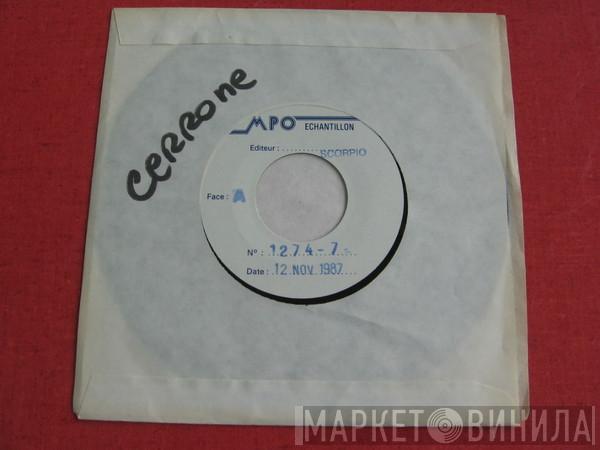 CERRONE
MPO ECHANTILLON
Editeur : ......... SCORPIO
Face : A
N° : 1274-7-
Date : 12 NOV. 1987
МАРКЕТ ВИНИЛА